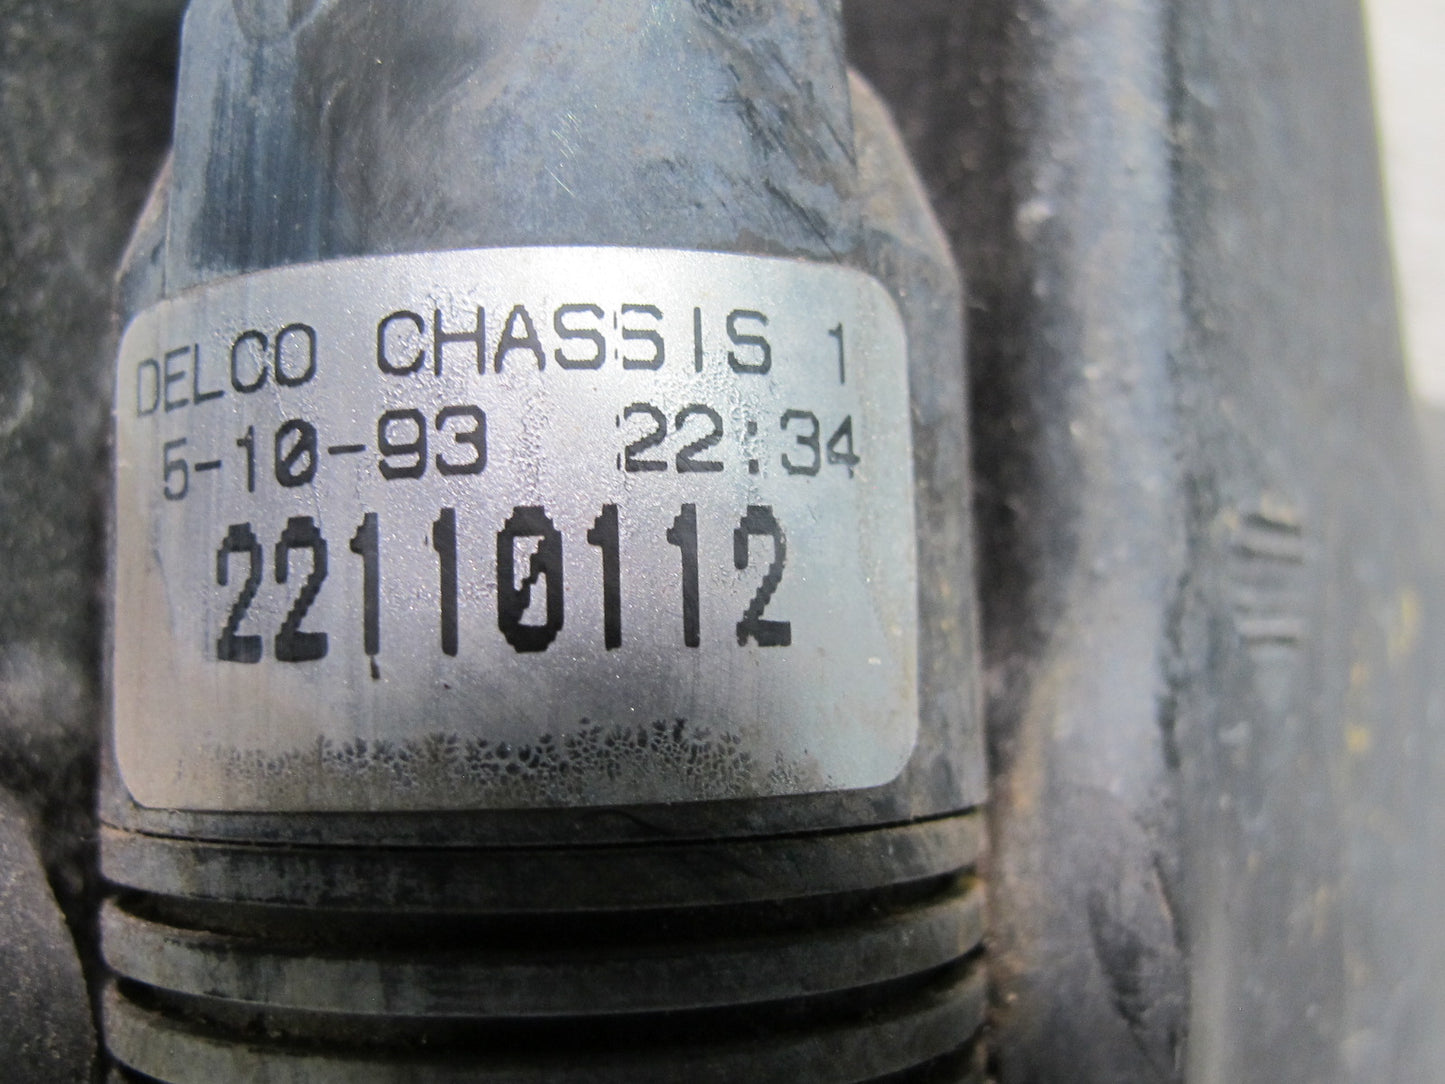 DELCO CHASSIS 1
5-10-93 22:34
22110112